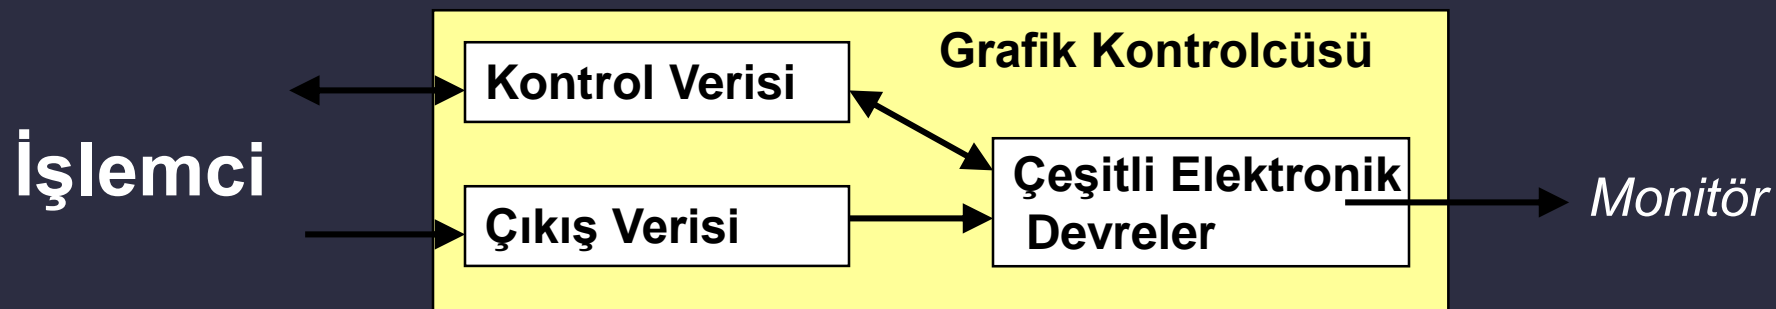 Grafik Kontrolcüsü
Kontrol Verisi
İşlemci
Çeşitli Elektronik
Devreler
Monitör
Çıkış Verisi